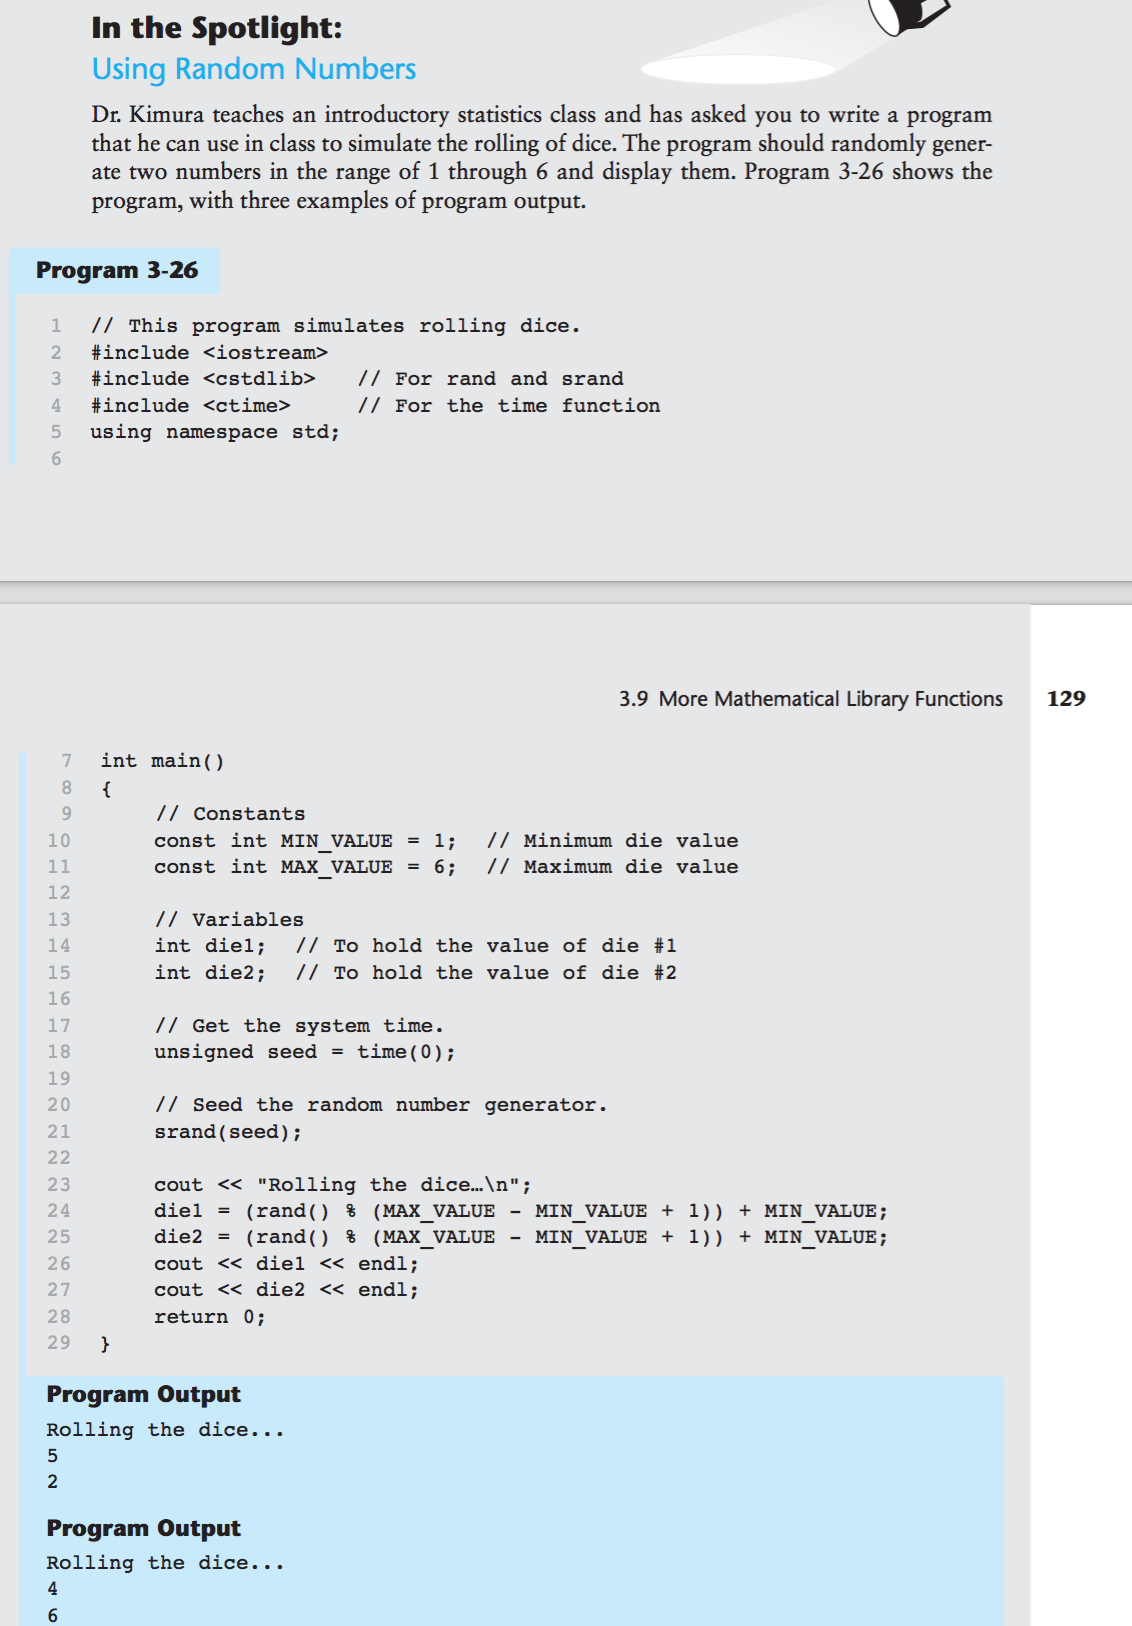 In the Spotlight:
Using Random Numbers
Dr. Kimura teaches an introductory statistics class and has asked you to write a program
that he can use in class to simulate the rolling of dice. The program should randomly gener-
ate two numbers in the range of 1 through 6 and display them. Program 3-26 shows the
program, with three examples of program output.
Program 3-26
1 // This program simulates rolling dice.
2 #include <iostream>
3 #include <cstdlib> // For rand and srand
4 #include <ctime> // For the time function
5 using namespace std;
6
3.9 More Mathematical Library Functions 129
7 int main()
8 {
9 // Constants
10 const int MIN_VALUE = 1; // Minimum die value
11 const int MAX_VALUE = 6; // Maximum die value
12
13 // Variables
14 int die1; // To hold the value of die #1
15 int die2; // To hold the value of die #2
16
17 // Get the system time.
18 unsigned seed = time(0);
19
20 // Seed the random number generator.
21 srand(seed);
22
23 cout << "Rolling the dice…\n";
24 die1 = (rand() % (MAX_VALUE - MIN_VALUE + 1)) + MIN_VALUE;
25 die2 = (rand() % (MAX_VALUE - MIN_VALUE + 1)) + MIN_VALUE;
26 cout << die1 << endl;
27 cout << die2 << endl;
28 return 0;
29 }
Program Output
Rolling the dice...
5
2
Program Output
Rolling the dice...
4
6